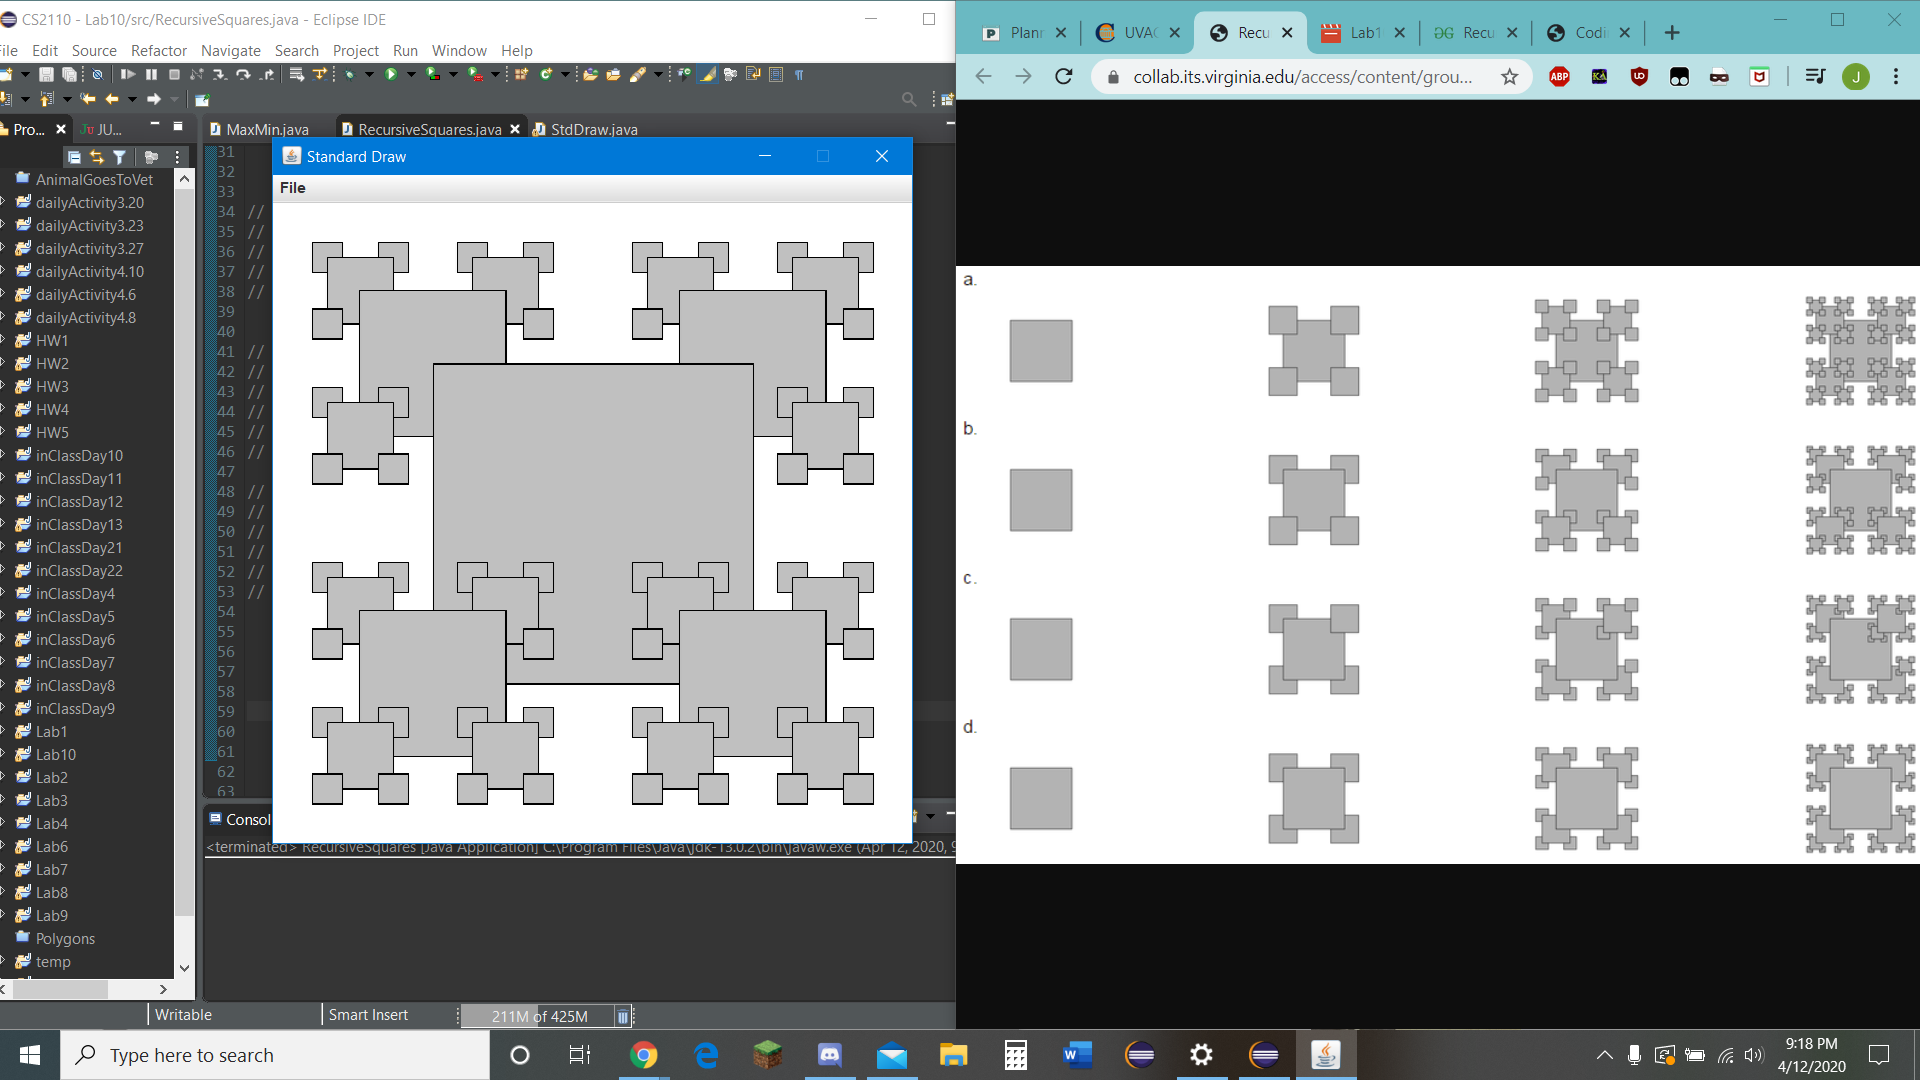 CS2110 - Lab10/src/RecursiveSquares.java - Eclipse IDE
File Edit Source Refactor Navigate Search Project Run Window Help
Pro... JU...
MaxMin.java RecursiveSquares.java StdDraw.java
AnimalGoesToVet
dailyActivity3.20
dailyActivity3.23
dailyActivity3.27
dailyActivity4.10
dailyActivity4.6
dailyActivity4.8
HW1
HW2
HW3
HW4
HW5
inClassDay10
inClassDay11
inClassDay12
inClassDay13
inClassDay21
inClassDay22
inClassDay4
inClassDay5
inClassDay6
inClassDay7
inClassDay8
inClassDay9
Lab1
Lab10
Lab2
Lab3
Lab4
Lab6
Lab7
Lab8
Lab9
Polygons
temp
31
32
33
34 //
35 //
36 //
37 //
38 //
39
40
41 //
42 //
43 //
44 //
45 //
46 //
47
48 //
49 //
50 //
51 //
52 //
53 //
54
55
56
57
58
59
60
61
62
63
Standard Draw
File
Consol
<terminated> RecursiveSquares [Java Application] C:\Program Files\Java\jdk-13.0.2\bin\javaw.exe (Apr 12, 2020, 9
Writable Smart Insert 211M of 425M
Plann UVAC Recu Lab1 Recu Codi
collab.its.virginia.edu/access/content/grou...
ABP
J
a.
b.
c.
d.
Type here to search
9:18 PM
4/12/2020